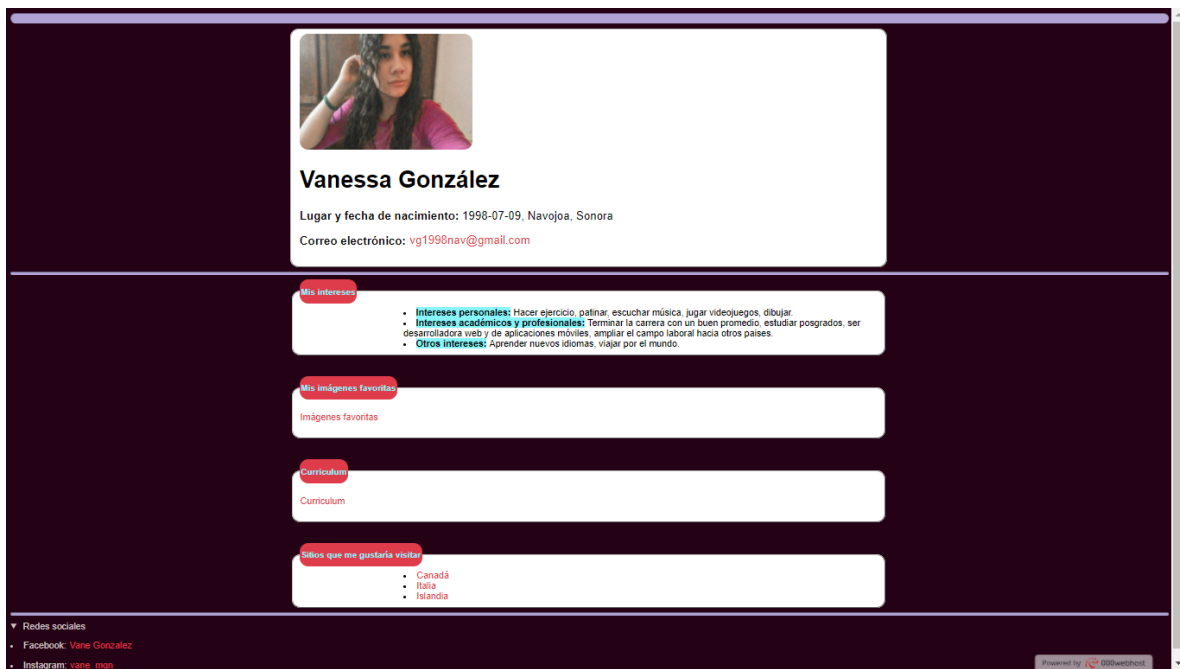 Vanessa González
Lugar y fecha de nacimiento: 1998-07-09, Navojoa, Sonora
Correo electrónico: vg1998nav@gmail.com
Mis intereses
• Intereses personales: Hacer ejercicio, patinar, escuchar música, jugar videojuegos, dibujar.
• Intereses académicos y profesionales: Terminar la carrera con un buen promedio, estudiar posgrados, ser
desarrolladora web y de aplicaciones móviles, ampliar el campo laboral hacia otros paises.
• Otros intereses: Aprender nuevos idiomas, viajar por el mundo.
Mis imágenes favoritas
Imágenes favoritas
Curriculum
Curriculum
Sitios que me gustaría visitar
• Canadá
• Italia
• Islandia
▼ Redes sociales
• Facebook: Vane Gonzalez
• Instagram: vane_mgn
Powered by 000webhost